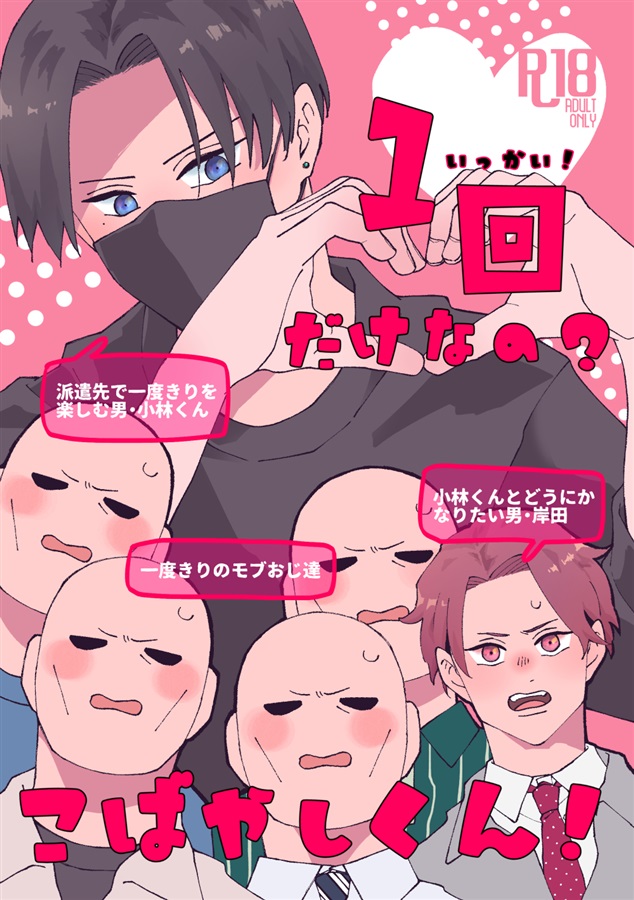 R18
ADULT
ONLY
いっかい!
1回
だけなの?
派遣先で一度きりを
楽しむ男・小林くん
小林くんとどうにか
なりたい男・岸田
一度きりのモブおじ達
こばやしくん!